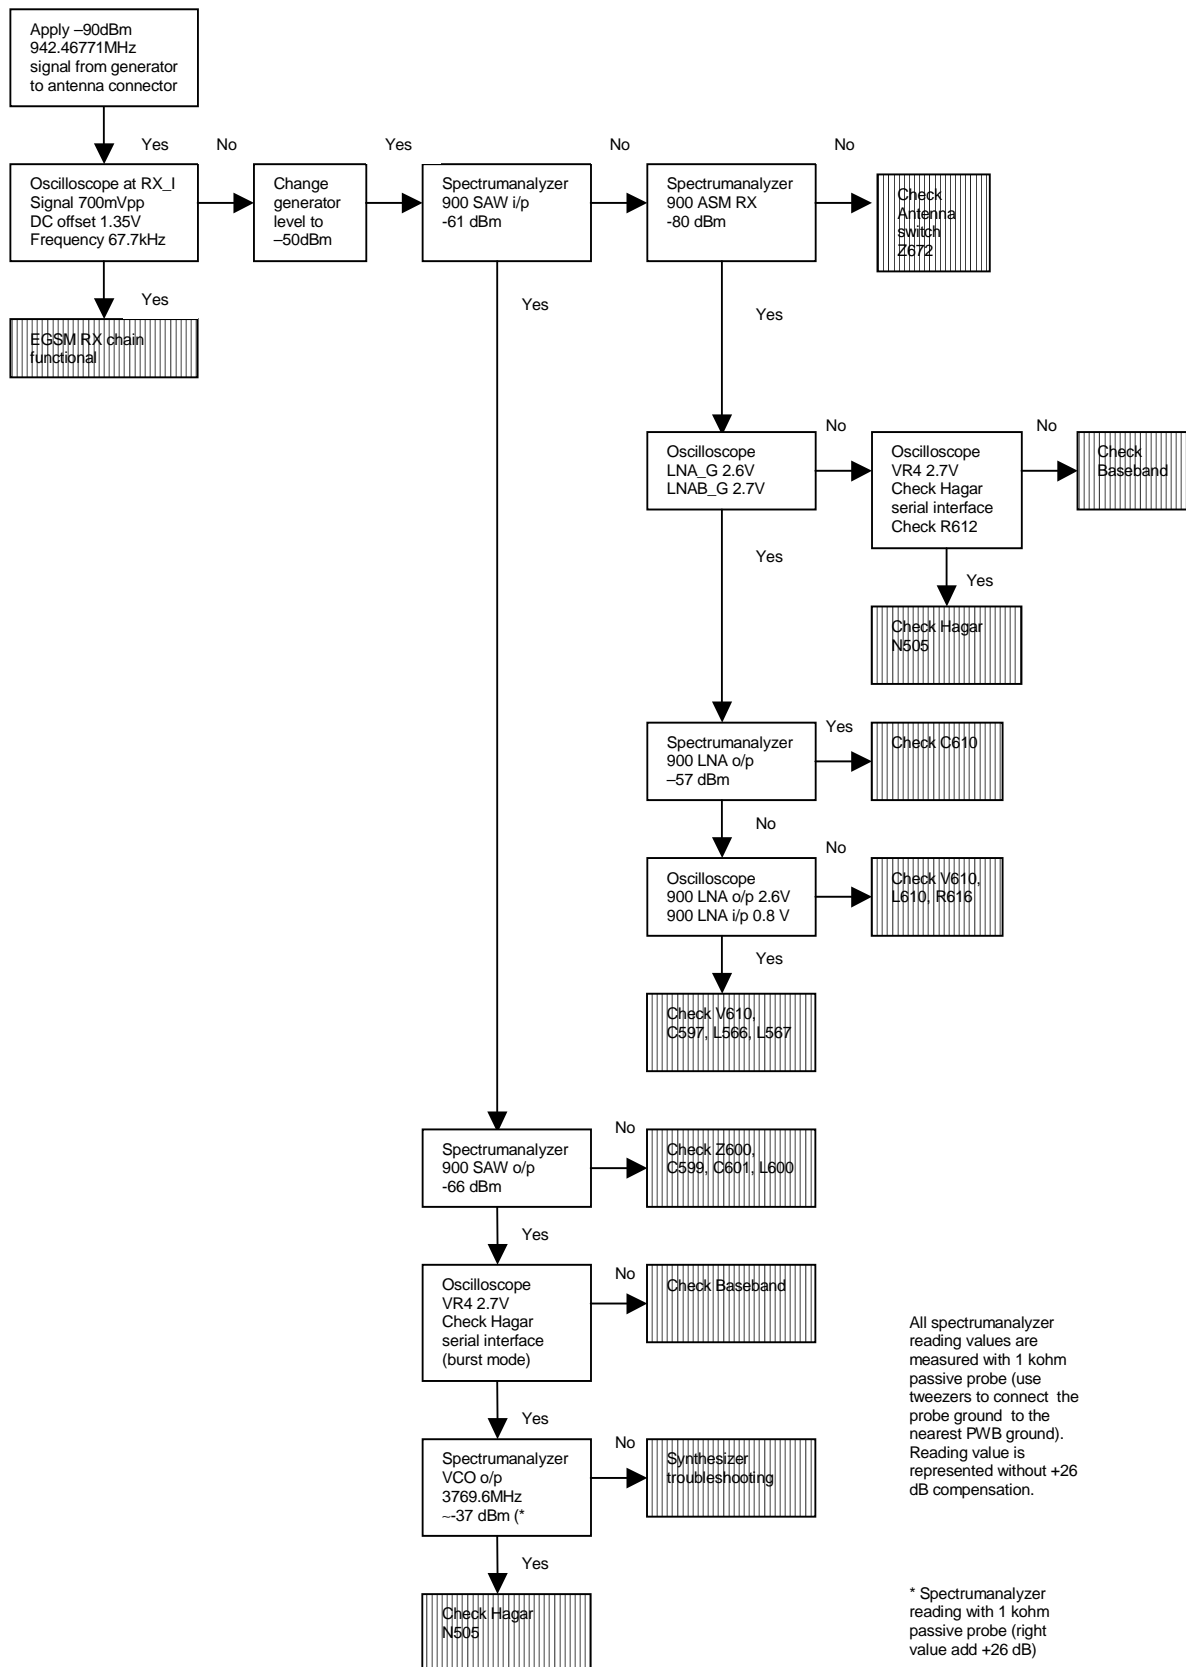 Apply –90dBm
942.46771MHz
signal from generator
to antenna connector
Yes
No
Yes
No
No
Oscilloscope at RX_I
Signal 700mVpp
DC offset 1.35V
Frequency 67.7kHz
Change
generator
level to
–50dBm
Spectrumanalyzer
900 SAW i/p
-61 dBm
Spectrumanalyzer
900 ASM RX
-80 dBm
Check
Antenna
switch
Z672
Yes
Yes
Yes
EGSM RX chain
functional
No
No
Oscilloscope
LNA_G 2.6V
LNAB_G 2.7V
Oscilloscope
VR4 2.7V
Check Hagar
serial interface
Check R612
Check
Baseband
Yes
Yes
Check Hagar
N505
Spectrumanalyzer
900 LNA o/p
–57 dBm
Yes
Check C610
No
No
Oscilloscope
900 LNA o/p 2.6V
900 LNA i/p 0.8 V
Check V610,
L610, R616
Yes
Check V610,
C597, L566, L567
Spectrumanalyzer
900 SAW o/p
-66 dBm
No
Check Z600,
C599, C601, L600
Yes
Oscilloscope
VR4 2.7V
Check Hagar
serial interface
(burst mode)
No
Check Baseband
Yes
Spectrumanalyzer
VCO o/p
3769.6MHz
~-37 dBm (*
No
Synthesizer
troubleshooting
Yes
Check Hagar
N505
All spectrumanalyzer
reading values are
measured with 1 kohm
passive probe (use
tweezers to connect the
probe ground to the
nearest PWB ground).
Reading value is
represented without +26
dB compensation.
* Spectrumanalyzer
reading with 1 kohm
passive probe (right
value add +26 dB)